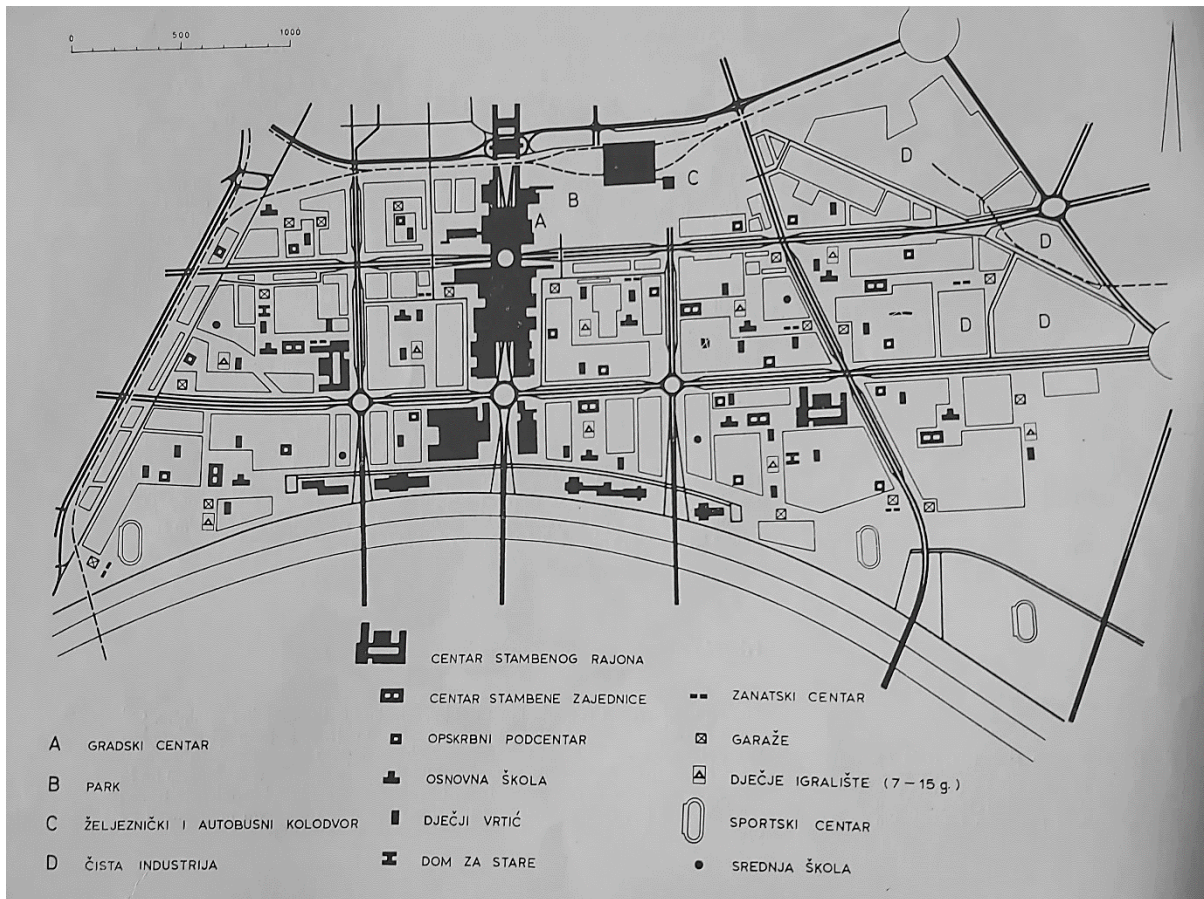 0 500 1000
D
C
B
A
D
D
D
CENTAR STAMBENOG RAJONA
CENTAR STAMBENE ZAJEDNICE
OPSKRBNI PODCENTAR
OSNOVNA ŠKOLA
DJEČJI VRTIĆ
DOM ZA STARE
ZANATSKI CENTAR
GARAŽE
DJEČJE IGRALIŠTE (7-15 g.)
SPORTSKI CENTAR
SREDNJA ŠKOLA
A GRADSKI CENTAR
B PARK
C ŽELJEZNIČKI I AUTOBUSNI KOLODVOR
D ČISTA INDUSTRIJA